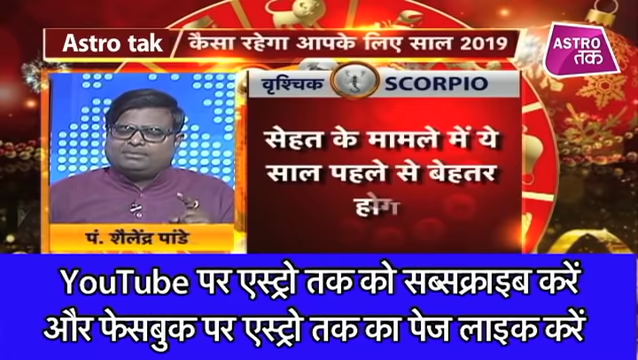 Astro tak
कैसा रहेगा आपके लिए साल 2019
ASTRO
तक
वृश्चिक SCORPIO
सेहत के मामले में ये
साल पहले से बेहतर
होग
पं. शैलेंद्र पांडे
YouTube पर एस्ट्रो तक को सब्सक्राइब करें
और फेसबुक पर एस्ट्रो तक का पेज लाइक करें